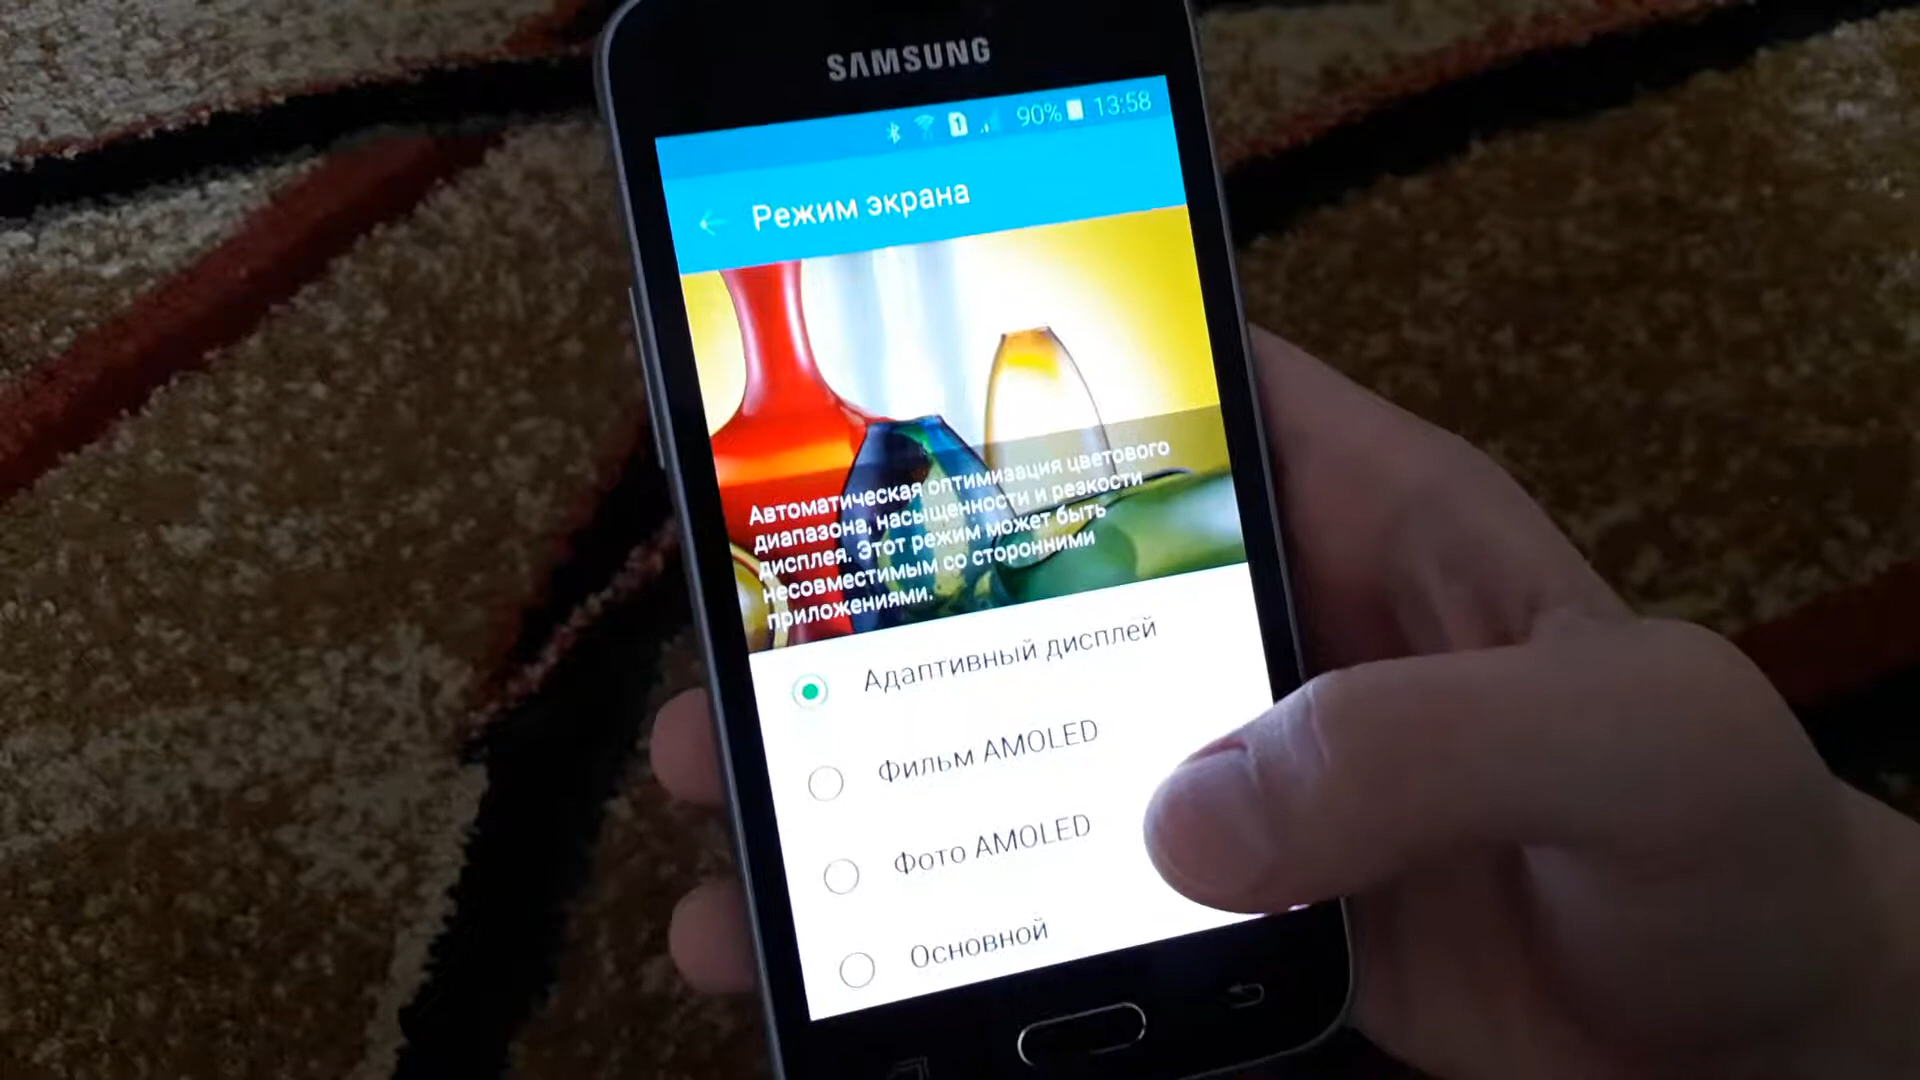 SAMSUNG
1 90% 13:58
Режим экрана
Автоматическая оптимизация цветового
диапазона, насыщенности и резкости
дисплея. Этот режим может быть
несовместимым со сторонними
приложениями.
Адаптивный дисплей
Фильм AMOLED
Фото AMOLED
Основной